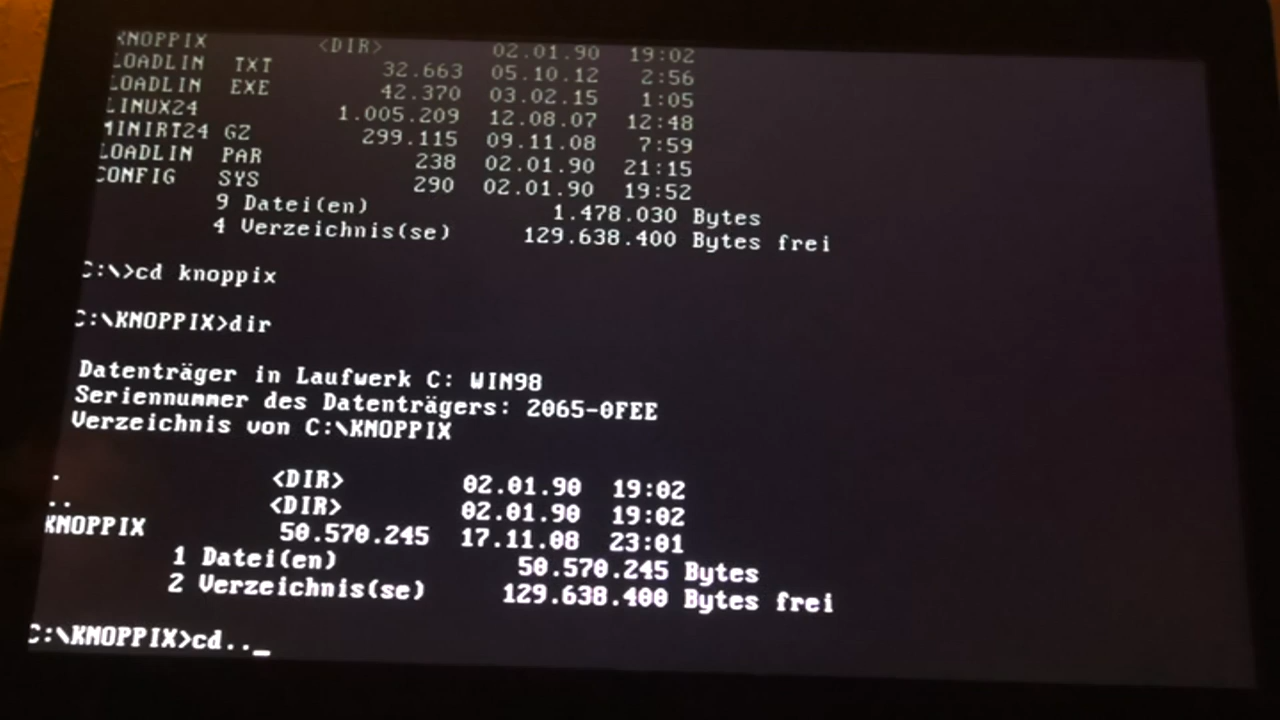 KNOPPIX <DIR> 02.01.90 19:02
LOADLIN TXT 32.663 05.10.12 2:56
LOADLIN EXE 42.370 03.02.15 1:05
LINUX24 1.005.209 12.08.07 12:48
MINIRT24 GZ 299.115 09.11.08 7:59
LOADLIN PAR 238 02.01.90 21:15
CONFIG SYS 290 02.01.90 19:52
9 Datei(en) 1.478.030 Bytes
4 Verzeichnis(se) 129.638.400 Bytes frei
C:\>cd knoppix
C:\KNOPPIX>dir
Datenträger in Laufwerk C: WIN98
Seriennummer des Datenträgers: 2065-0FEE
Verzeichnis von C:\KNOPPIX
. <DIR> 02.01.90 19:02
.. <DIR> 02.01.90 19:02
KNOPPIX 50.570.245 17.11.08 23:01
1 Datei(en) 50.570.245 Bytes
2 Verzeichnis(se) 129.638.400 Bytes frei
C:\KNOPPIX>cd.._